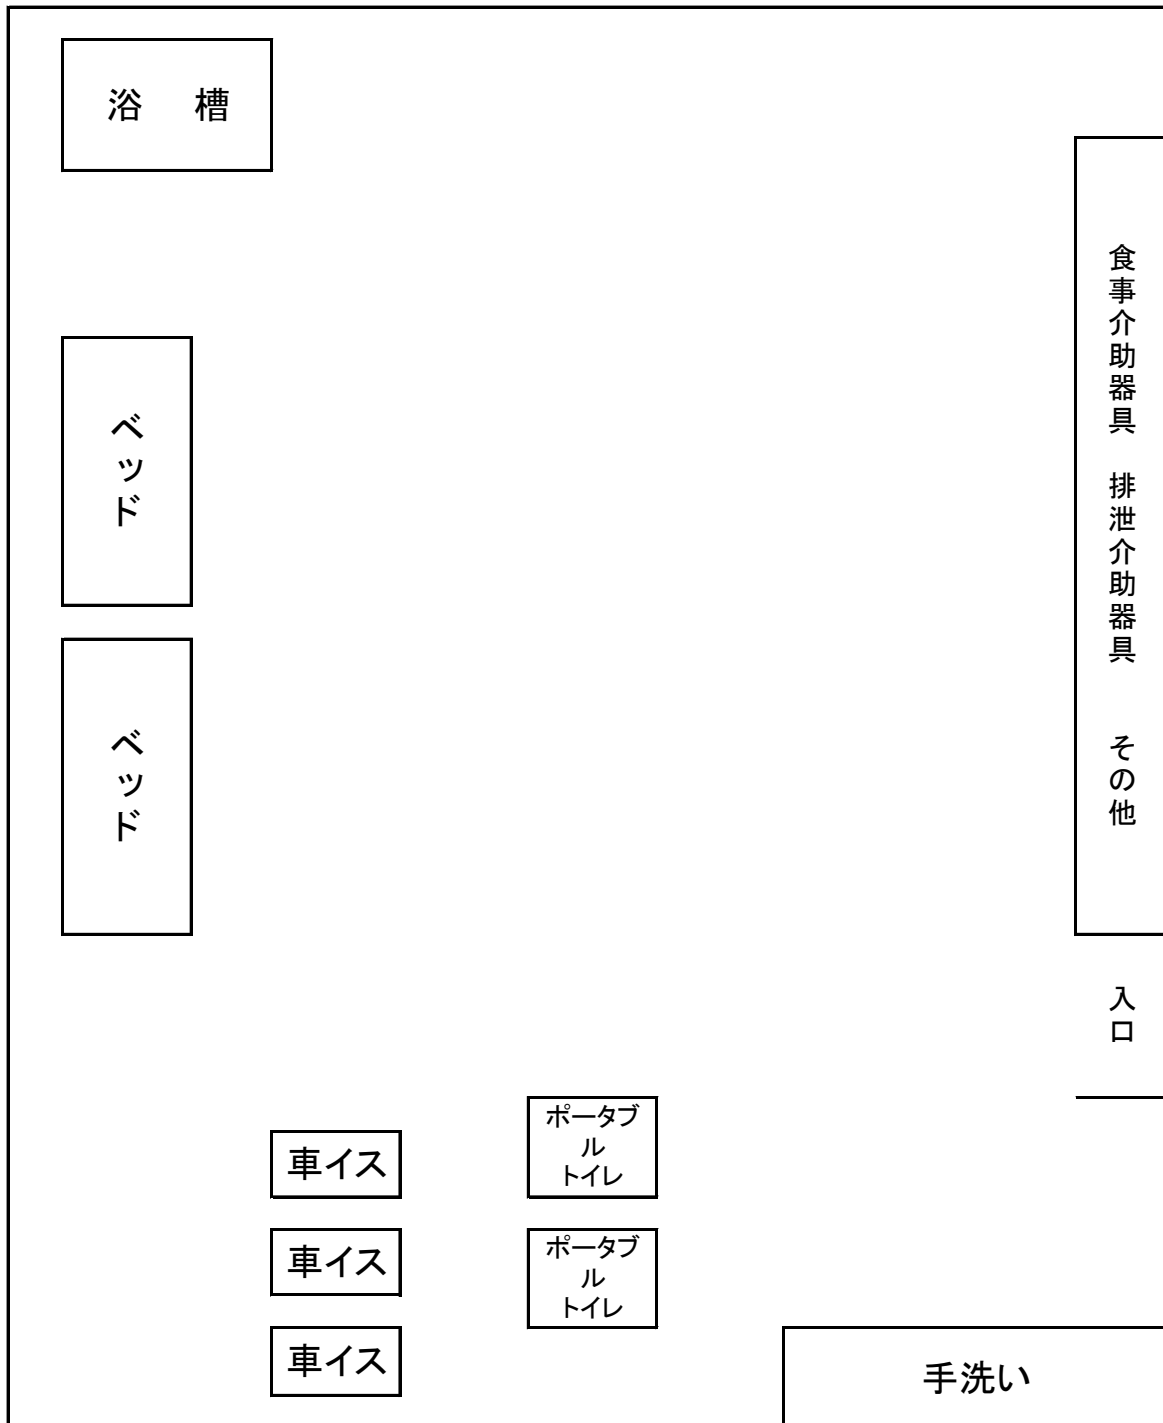 浴　槽
食事介助器具　排泄介助器具　　その他
ベッド
ベッド
入口
ポータブ
ル
トイレ
車イス
車イス
ポータブ
ル
トイレ
車イス
手洗い